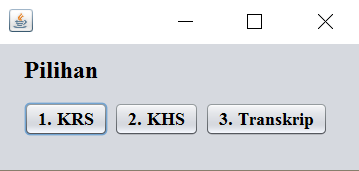 Pilihan
1. KRS 2. KHS 3. Transkrip